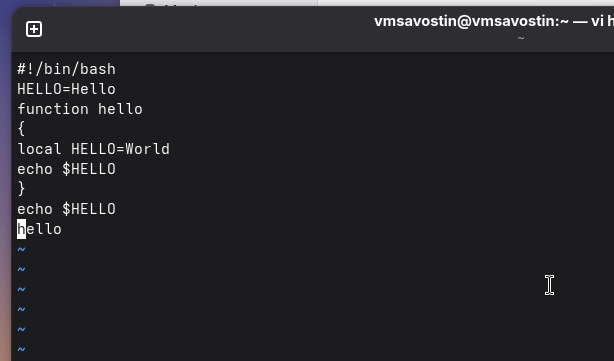 vmsavostin@vmsavostin:~ — vi h
~
#!/bin/bash
HELLO=Hello
function hello
{
local HELLO=World
echo $HELLO
}
echo $HELLO
hello
~
~
~
~
~
~